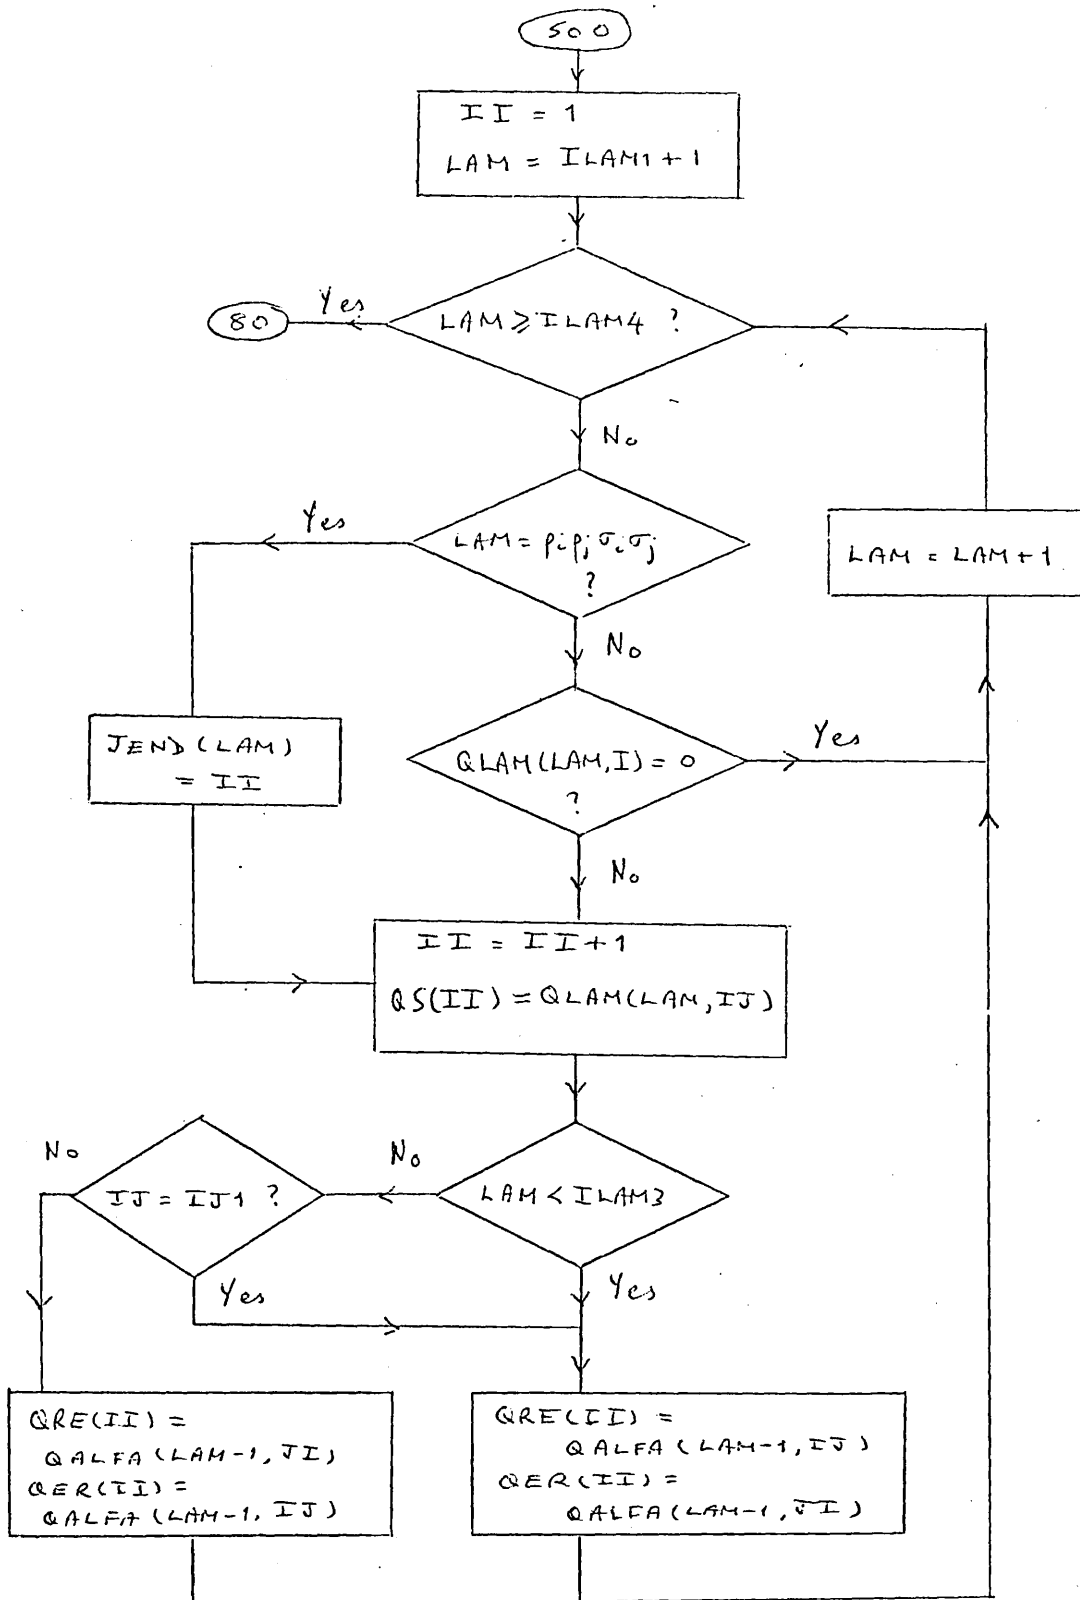 500
II = 1
LAM = ILAM1 + 1
Yes
80
LAM ⩾ ILAM4 ?
No
Yes
LAM = ρiρjσiσj
?
LAM = LAM + 1
No
JEND (LAM)
= II
QLAM (LAM, I) = 0
?
Yes
No
II = II + 1
QS(II) = QLAM(LAM, IJ)
No
IJ = IJ1 ?
No
LAM < ILAM3
Yes
Yes
QRE(II) =
QALFA (LAM-1, JI)
QER(II) =
QALFA (LAM-1, IJ)
QRE(II) =
QALFA (LAM-1, IJ)
QER(II) =
QALFA (LAM-1, JI)